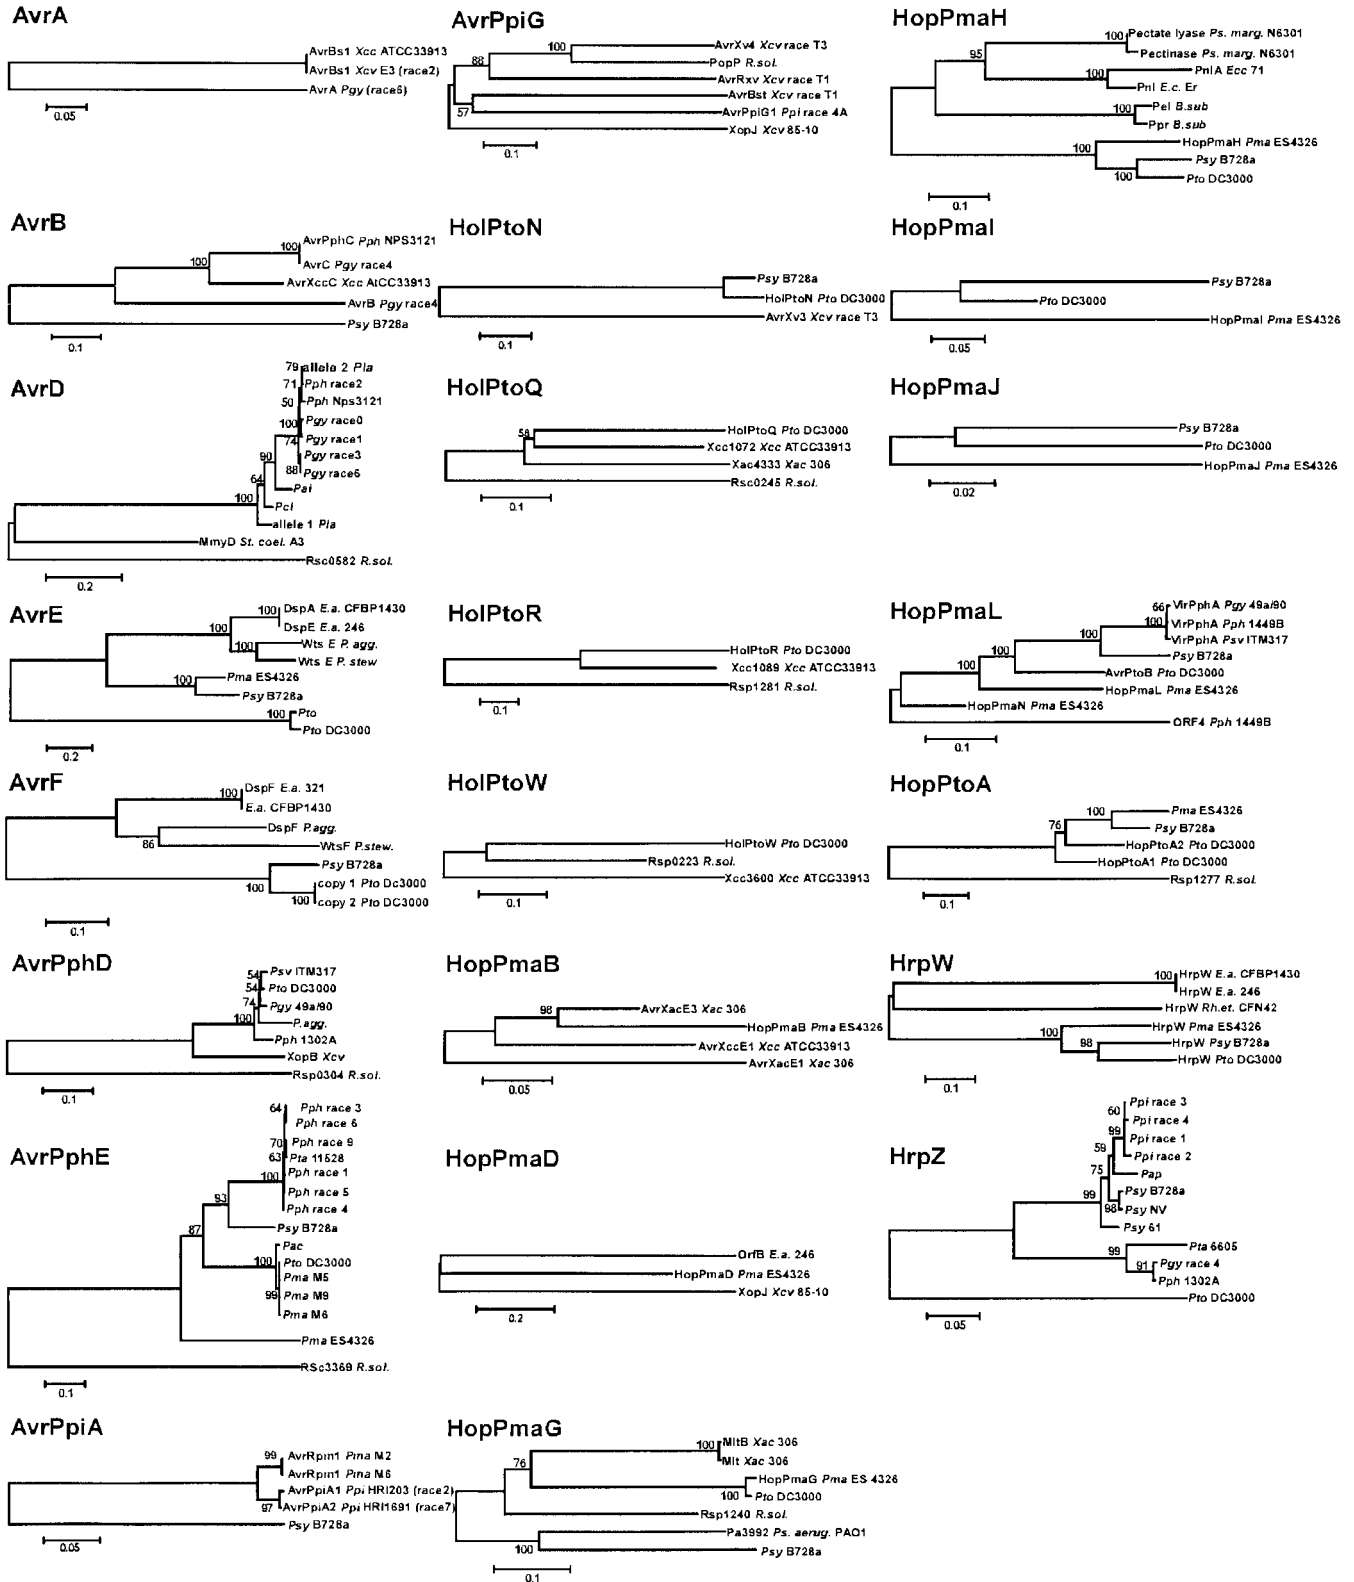 AvrA
AvrBs1 Xcc ATCC33913
AvrBs1 Xcv E3 (race2)
AvrA Pgy (race6)
0.05
AvrB
AvrPphC Pph NPS3121
100
AvrC Pgy race4
100
AvrXccC Xcc AtCC33913
AvrB Pgy race4
Psy B728a
0.1
AvrD
79 allele 2 Pla
71 Pph race2
50 Pph Nps3121
100 Pgy race0
74 Pgy race1
90 Pgy race3
88 Pgy race6
64 Pai
100 Pci
allele 1 Pla
MmyD St. coel. A3
Rsc0582 R.sol.
0.2
AvrE
100 DspA E.a. CFBP1430
100 DspE E.a. 246
100 Wts E P. agg.
Wts E P. stew
100 Pma ES4326
Psy B728a
100 Pto
Pto DC3000
0.2
AvrF
100 DspF E.a. 321
E.a. CFBP1430
DspF P.agg.
86 WtsF P.stew.
Psy B728a
100 copy 1 Pto Dc3000
100 copy 2 Pto DC3000
0.1
AvrPphD
54 Psv ITM317
54 Pto DC3000
74 Pgy 49a/90
100 P.agg.
Pph 1302A
XopB Xcv
Rsp0304 R.sol.
0.1
AvrPphE
64 Pph race 3
Pph race 6
70 Pph race 9
63 Pta 11528
100 Pph race 1
Pph race 5
93 Pph race 4
87 Psy B728a
Pac
100 Pto DC3000
Pma M5
99 Pma M9
Pma M6
Pma ES4326
RSc3369 R.sol.
0.1
AvrPpiA
99 AvrRpm1 Pma M2
AvrRpm1 Pma M6
AvrPpiA1 Ppi HRI203 (race2)
97 AvrPpiA2 Ppi HRI1691 (race7)
Psy B728a
0.05
AvrPpiG
100 AvrXv4 Xcv race T3
88 PopP R.sol.
AvrRxv Xcv race T1
AvrBst Xcv race T1
57 AvrPpiG1 Ppi race 4A
XopJ Xcv 85-10
0.1
HolPtoN
Psy B728a
HolPtoN Pto DC3000
AvrXv3 Xcv race T3
0.1
HolPtoQ
58 HolPtoQ Pto DC3000
Xcc1072 Xcc ATCC33913
Xac4333 Xac 306
Rsc0245 R.sol.
0.1
HolPtoR
HolPtoR Pto DC3000
Xcc1089 Xcc ATCC33913
Rsp1281 R.sol.
0.1
HolPtoW
HolPtoW Pto DC3000
Rsp0223 R.sol.
Xcc3600 Xcc ATCC33913
0.1
HopPmaB
98 AvrXacE3 Xac 306
HopPmaB Pma ES4326
AvrXccE1 Xcc ATCC33913
AvrXacE1 Xac 306
0.05
HopPmaD
OrfB E.a. 246
HopPmaD Pma ES4326
XopJ Xcv 85-10
0.2
HopPmaG
100 MltB Xac 306
76 Mlt Xac 306
HopPmaG Pma ES 4326
100 Pto DC3000
Rsp1240 R.sol.
Pa3992 Ps. aerug. PAO1
100 Psy B728a
0.1
HopPmaH
100 Pectate lyase Ps. marg. N6301
95 Pectinase Ps. marg. N6301
100 PnlA Ecc 71
Pnl E.c. Er
100 Pel B.sub
Ppr B.sub
100 HopPmaH Pma ES4326
Psy B728a
100 Pto DC3000
0.1
HopPmaI
Psy B728a
Pto DC3000
HopPmaI Pma ES4326
0.05
HopPmaJ
Psy B728a
Pto DC3000
HopPmaJ Pma ES4326
0.02
HopPmaL
66 VirPphA Pgy 49a/90
100 VirPphA Pph 1449B
VirPphA Psv ITM317
100 Psy B728a
100 AvrPtoB Pto DC3000
100 HopPmaL Pma ES4326
HopPmaN Pma ES4326
ORF4 Pph 1449B
0.1
HopPtoA
100 Pma ES4326
76 Psy B728a
HopPtoA2 Pto DC3000
HopPtoA1 Pto DC3000
Rsp1277 R.sol.
0.1
HrpW
100 HrpW E.a. CFBP1430
HrpW E.a. 246
HrpW Rh.et. CFN42
100 HrpW Pma ES4326
98 HrpW Psy B728a
HrpW Pto DC3000
0.1
HrpZ
Ppi race 3
60 Ppi race 4
99 Ppi race 1
59 Ppi race 2
75 Pap
99 Psy B728a
98 Psy NV
Psy 61
99 Pta 6605
91 Pgy race 4
Pph 1302A
Pto DC3000
0.05